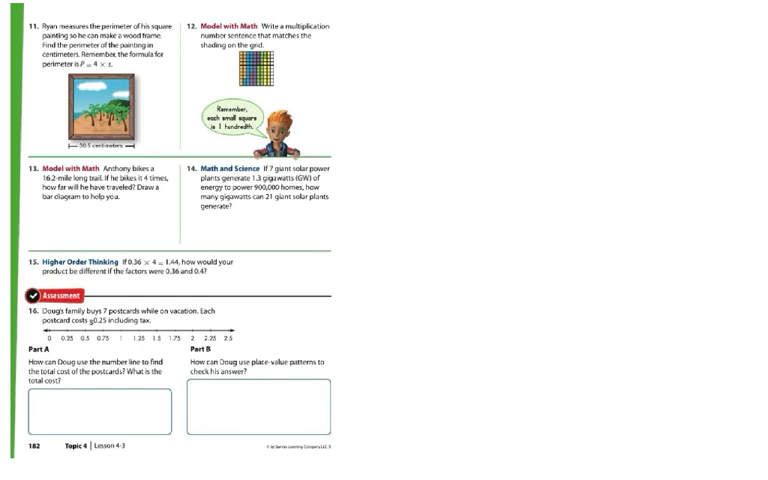 11. Ryan measures the perimeter of his square
painting so he can make a wood frame.
Find the perimeter of the painting in
centimeters. Remember, the formula for
perimeter is P = 4 × s.
30.5 centimeters
12. Model with Math Write a multiplication
number sentence that matches the
shading on the grid.
Remember,
each small square
is 1 hundredth.
13. Model with Math Anthony bikes a
16.2-mile long trail. If he bikes it 4 times,
how far will he have traveled? Draw a
bar diagram to help you.
14. Math and Science If 7 giant solar power
plants generate 1.3 gigawatts (GW) of
energy to power 900,000 homes, how
many gigawatts can 21 giant solar plants
generate?
15. Higher Order Thinking If 0.36 × 4 = 1.44, how would your
product be different if the factors were 0.36 and 0.4?
Assessment
16. Doug's family buys 7 postcards while on vacation. Each
postcard costs $0.25 including tax.
0 0.25 0.5 0.75 1 1.25 1.5 1.75 2 2.25 2.5
Part A
How can Doug use the number line to find
the total cost of the postcards? What is the
total cost?
Part B
How can Doug use place-value patterns to
check his answer?
182 Topic 4 | Lesson 4-3